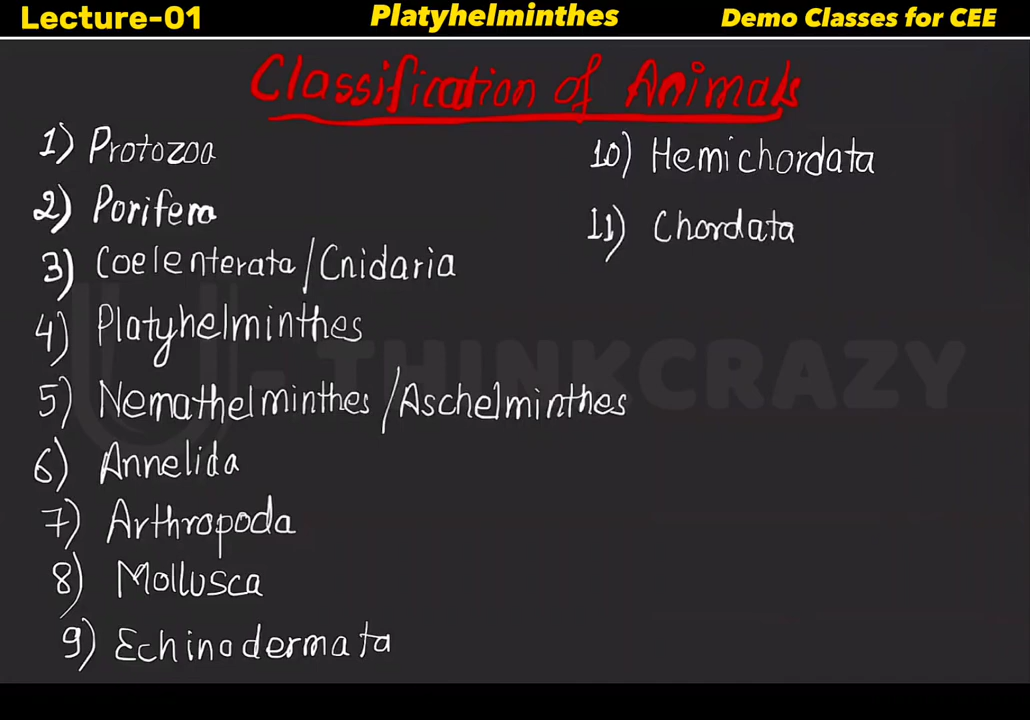 Lecture-01
Platyhelminthes
Demo Classes for CEE
Classification of Animals
1) Protozoa
2) Porifera
3) Coelenterata/Cnidaria
4) Platyhelminthes
5) Nemathelminthes/Aschelminthes
6) Annelida
7) Arthropoda
8) Mollusca
9) Echinodermata
10) Hemichordata
11) Chordata
U-THINKCRAZY